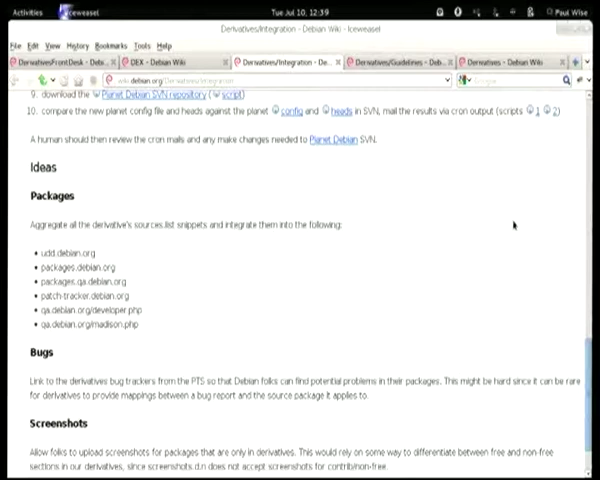 Activities Iceweasel Tue Jul 10, 12:39 Paul Wise
Derivatives/Integration - Debian Wiki - Iceweasel
File Edit View History Bookmarks Tools Help
DerivativesFrontDesk - Debi... DEX - Debian Wiki Derivatives/Integration - De... Derivatives/Guidelines - Deb... Derivatives - Debian Wiki
wiki.debian.org/Derivatives/Integration
9. download the Planet Debian SVN repository (script)
10. compare the new planet config file and heads against the planet config and heads in SVN, mail the results via cron output (scripts 1 2)
A human should then review the cron mails and any make changes needed to Planet Debian SVN.
Ideas
Packages
Aggregate all the derivative's sources.list snippets and integrate them into the following:
• udd.debian.org
• packages.debian.org
• packages.qa.debian.org
• patch-tracker.debian.org
• qa.debian.org/developer.php
• qa.debian.org/madison.php
Bugs
Link to the derivatives bug trackers from the PTS so that Debian folks can find potential problems in their packages. This might be hard since it can be rare
for derivatives to provide mappings between a bug report and the source package it applies to.
Screenshots
Allow folks to upload screenshots for packages that are only in derivatives. This would rely on some way to differentiate between free and non-free
sections in our derivatives, since screenshots.d.n does not accept screenshots for contrib/non-free.